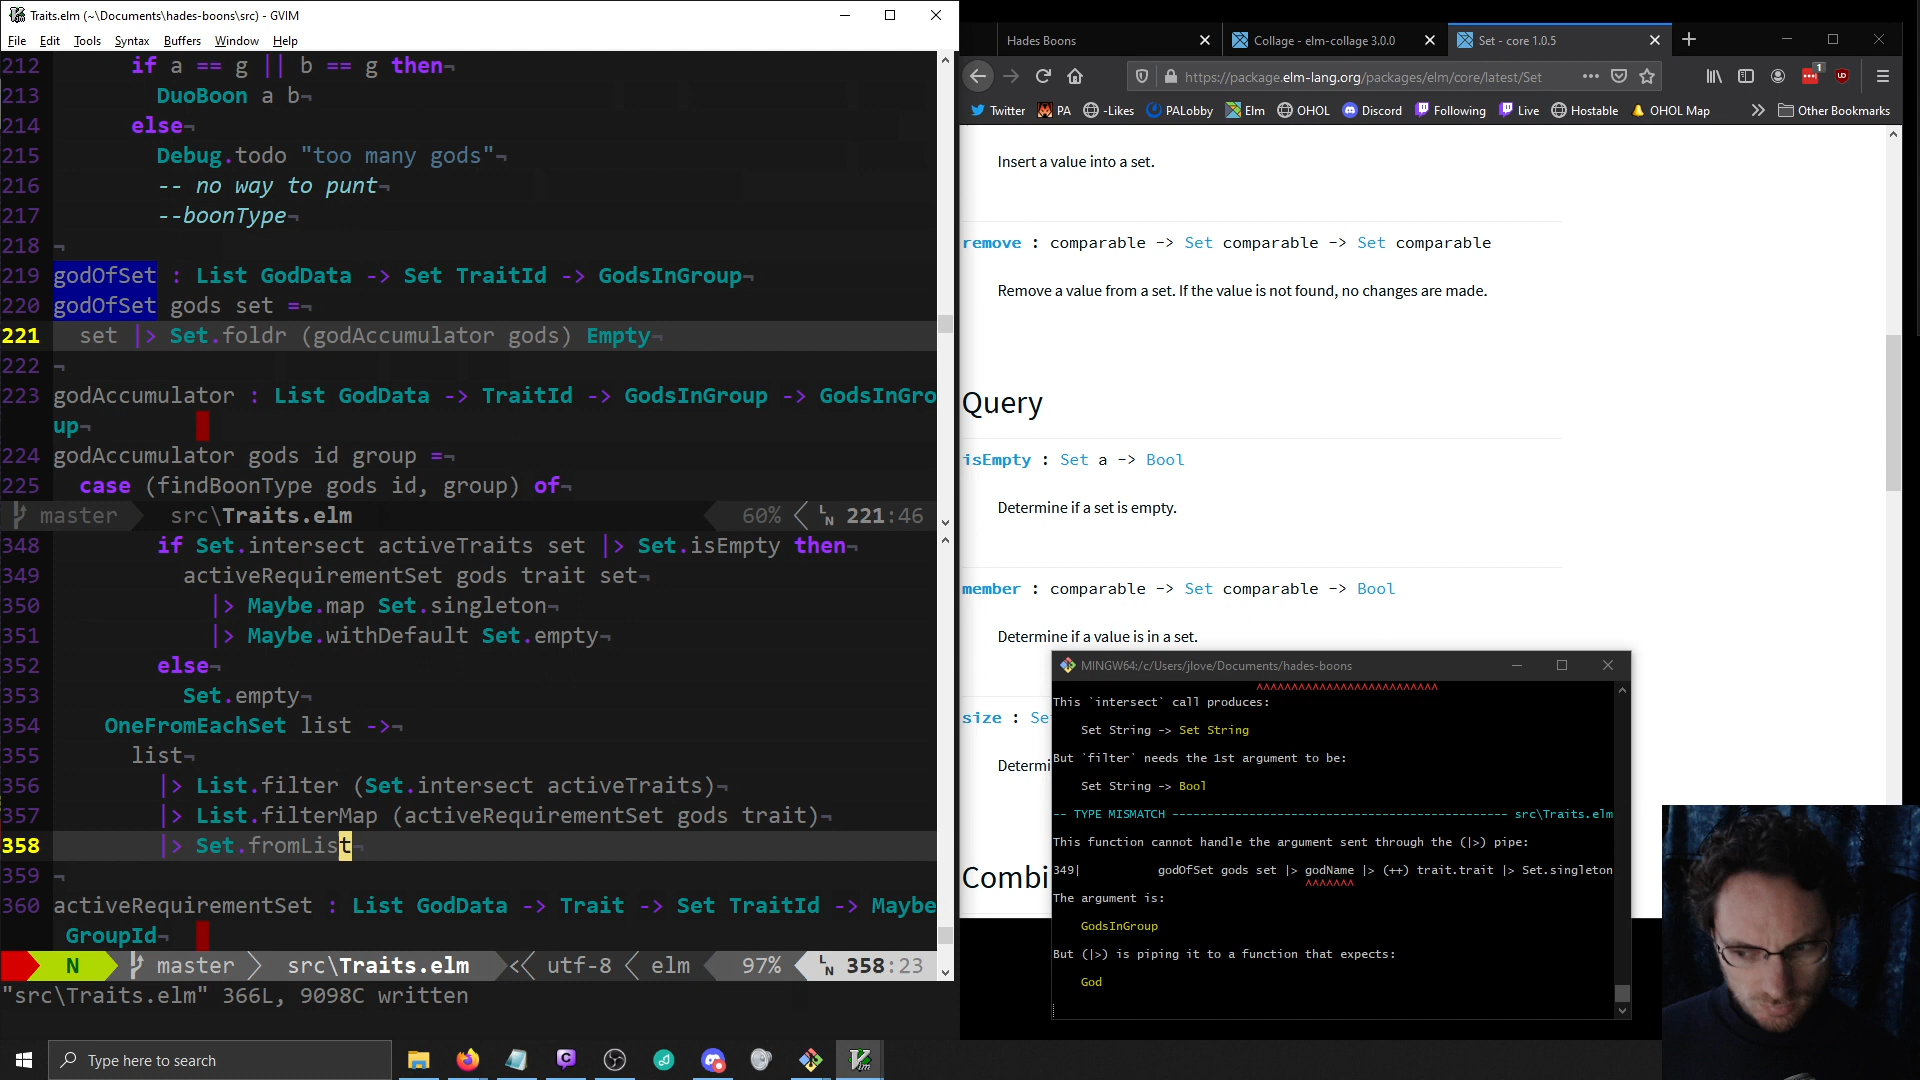 Traits.elm (~\Documents\hades-boons\src) - GVIM
File Edit Tools Syntax Buffers Window Help
212 if a == g || b == g then¬
213 DuoBoon a b¬
214 else¬
215 Debug.todo "too many gods"¬
216 -- no way to punt¬
217 --boonType¬
218 ¬
219 godOfSet : List GodData -> Set TraitId -> GodsInGroup¬
220 godOfSet gods set =¬
221 set |> Set.foldr (godAccumulator gods) Empty¬
222 ¬
223 godAccumulator : List GodData -> TraitId -> GodsInGroup -> GodsInGro
up¬
224 godAccumulator gods id group =¬
225 case (findBoonType gods id, group) of¬
master src\Traits.elm 60% LN 221:46
348 if Set.intersect activeTraits set |> Set.isEmpty then¬
349 activeRequirementSet gods trait set¬
350 |> Maybe.map Set.singleton¬
351 |> Maybe.withDefault Set.empty¬
352 else¬
353 Set.empty¬
354 OneFromEachSet list ->¬
355 list¬
356 |> List.filter (Set.intersect activeTraits)¬
357 |> List.filterMap (activeRequirementSet gods trait)¬
358 |> Set.fromList¬
359 ¬
360 activeRequirementSet : List GodData -> Trait -> Set TraitId -> Maybe
GroupId¬
N master src\Traits.elm utf-8 elm 97% LN 358:23
"src\Traits.elm" 366L, 9098C written
Type here to search
Hades Boons
Collage - elm-collage 3.0.0
Set - core 1.0.5
https://package.elm-lang.org/packages/elm/core/latest/Set
1
Twitter PA -Likes PALobby Elm OHOL Discord Following Live Hostable OHOL Map Other Bookmarks
Insert a value into a set.
remove : comparable -> Set comparable -> Set comparable
Remove a value from a set. If the value is not found, no changes are made.
Query
isEmpty : Set a -> Bool
Determine if a set is empty.
member : comparable -> Set comparable -> Bool
Determine if a value is in a set.
size : Se
Determi
Combi
MINGW64:/c/Users/jlove/Documents/hades-boons
^^^^^^^^^^^^^^^^^^^^^^^^^^
This `intersect` call produces:
Set String -> Set String
But `filter` needs the 1st argument to be:
Set String -> Bool
-- TYPE MISMATCH ----------------------------------------------- src\Traits.elm
This function cannot handle the argument sent through the (|>) pipe:
349| godOfSet gods set |> godName |> (++) trait.trait |> Set.singleton
^^^^^^^
The argument is:
GodsInGroup
But (|>) is piping it to a function that expects:
God